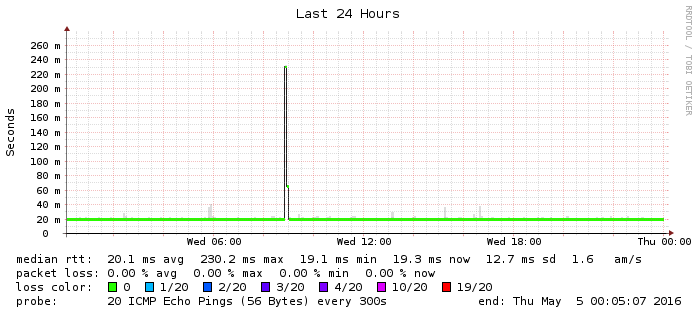 Last 24 Hours
RRDTOOL / TOBI OETIKER
Seconds
260 m
240 m
220 m
200 m
180 m
160 m
140 m
120 m
100 m
80 m
60 m
40 m
20 m
0
Wed 06:00 Wed 12:00 Wed 18:00 Thu 00:00
median rtt: 20.1 ms avg 230.2 ms max 19.1 ms min 19.3 ms now 12.7 ms sd 1.6 am/s
packet loss: 0.00 % avg 0.00 % max 0.00 % min 0.00 % now
loss color: 0 1/20 2/20 3/20 4/20 10/20 19/20
probe: 20 ICMP Echo Pings (56 Bytes) every 300s end: Thu May 5 00:05:07 2016